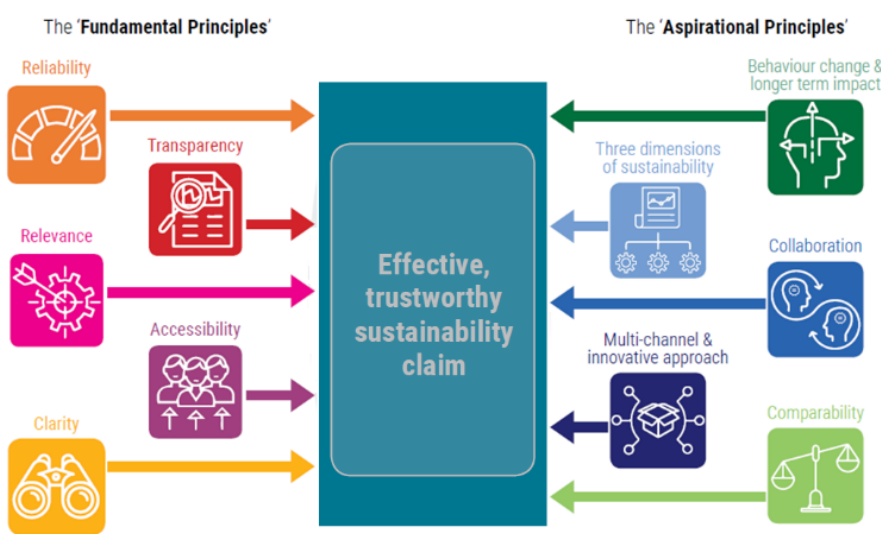 The 'Fundamental Principles'
Reliability
Transparency
Relevance
Accessibility
Clarity
Effective,
trustworthy
sustainability
claim
The 'Aspirational Principles'
Behaviour change &
longer term impact
Three dimensions
of sustainability
Collaboration
Multi-channel &
innovative approach
Comparability